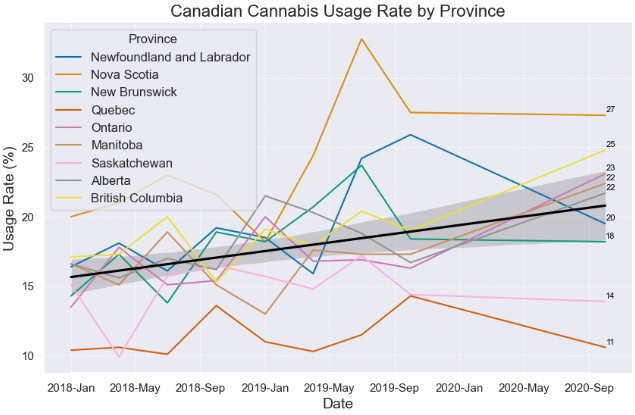 Canadian Cannabis Usage Rate by Province
Province
Newfoundland and Labrador
Nova Scotia
New Brunswick
Quebec
Ontario
Manitoba
Saskatchewan
Alberta
British Columbia
Usage Rate (%)
30
25
20
15
10
27
25
23
22
22
20
18
14
11
2018-Jan 2018-May 2018-Sep 2019-Jan 2019-May 2019-Sep 2020-Jan 2020-May 2020-Sep
Date